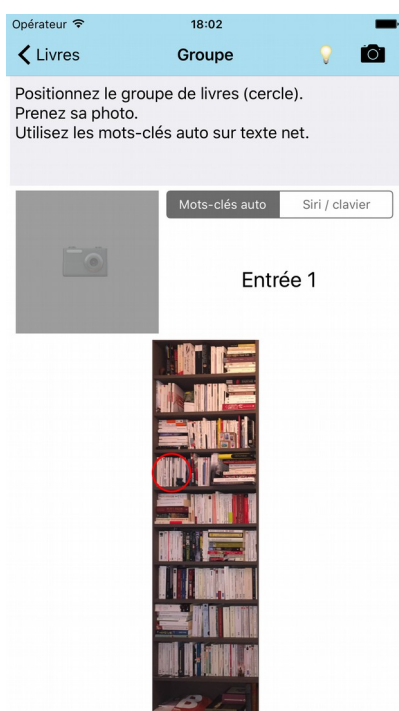 Opérateur 18:02
Livres Groupe
Positionnez le groupe de livres (cercle).
Prenez sa photo.
Utilisez les mots-clés auto sur texte net.
Mots-clés auto Siri / clavier
Entrée 1
B